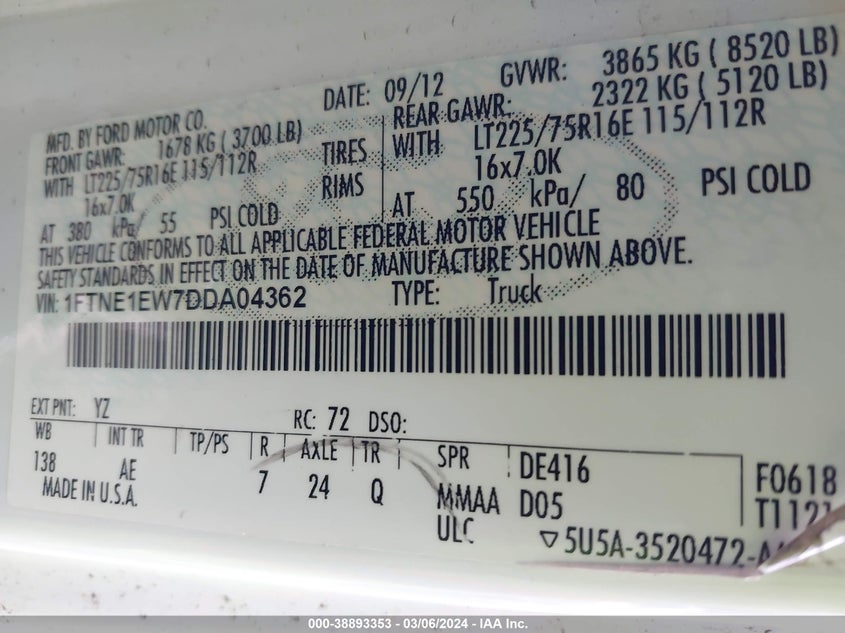 MFD. BY FORD MOTOR CO. DATE: 09/12 GVWR: 3865 KG ( 8520 LB)
FRONT GAWR: 1678 KG ( 3700 LB) REAR GAWR: 2322 KG ( 5120 LB)
WITH LT225/75R16E 115/112R TIRES WITH LT225/75R16E 115/112R
16x7.0K RIMS 16x7.0K
AT 380 kPa/ 55 PSI COLD AT 550 kPa/ 80 PSI COLD
THIS VEHICLE CONFORMS TO ALL APPLICABLE FEDERAL MOTOR VEHICLE
SAFETY STANDARDS IN EFFECT ON THE DATE OF MANUFACTURE SHOWN ABOVE.
VIN: 1FTNE1EW7DDA04362 TYPE: Truck
EXT PNT: YZ RC: 72 DSO:
WB INT TR TP/PS R AXLE TR SPR DE416 F0618
138 AE 7 24 Q MMAA D05 T1121
MADE IN U.S.A. ULC ▽5U5A-3520472-
000-38893353 - 03/06/2024 - IAA Inc.